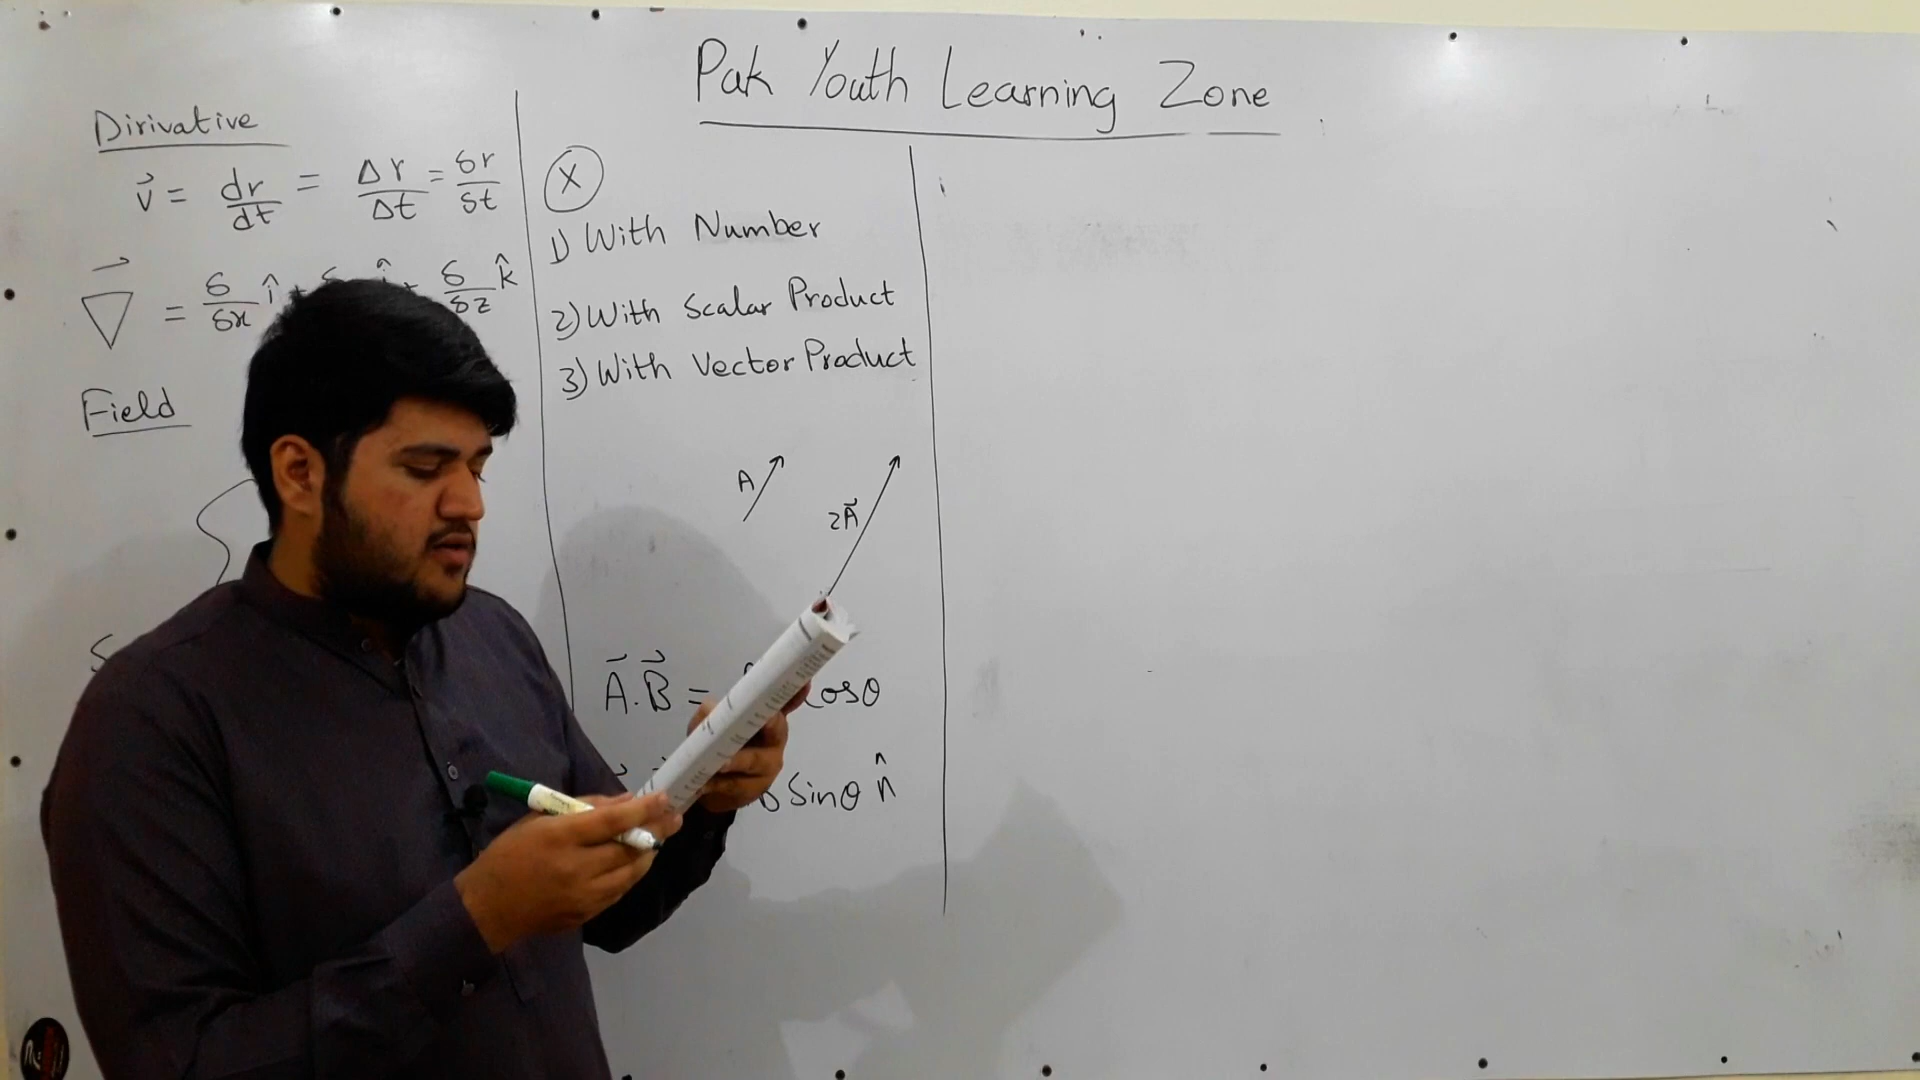 Pak Youth Learning Zone
Dirivative
v⃗ = dr/dt = Δr/Δt = δr/δt
∇⃗ = δ/δx î + δ/δz k̂
Field
X
1) With Number
2) With Scalar Product
3) With Vector Product
A
2A⃗
A⃗.B⃗ = Cosθ
Sinθ n̂